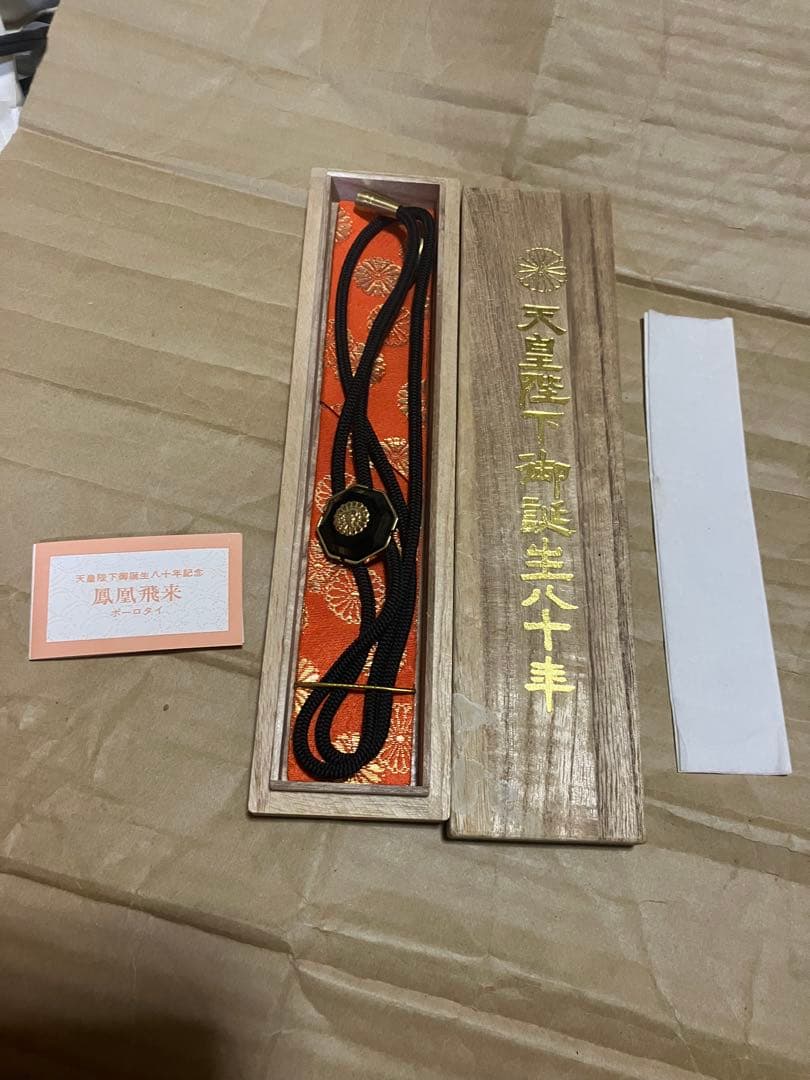 天皇陛下御誕生八十年記念
鳳凰飛来
ボーロタイ
天皇陛下御誕生八十年